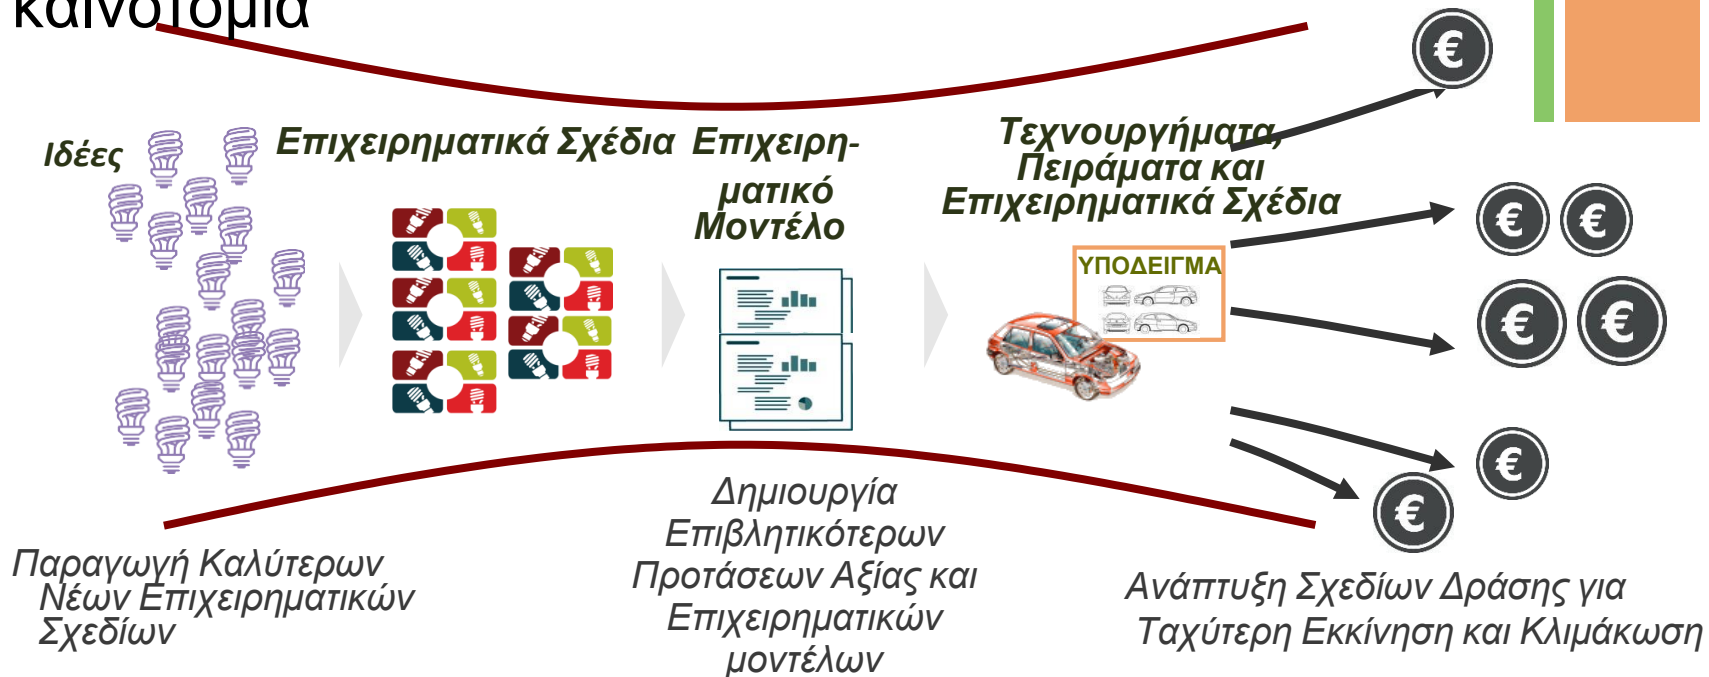 καινοτομία
Ιδέες
Επιχειρηματικά Σχέδια
Επιχειρη-
ματικό
Μοντέλο
Τεχνουργήματα,
Πειράματα και
Επιχειρηματικά Σχέδια
ΥΠΟΔΕΙΓΜΑ
€
€ €
€ €
€
€
Παραγωγή Καλύτερων
Νέων Επιχειρηματικών
Σχεδίων
Δημιουργία
Επιβλητικότερων
Προτάσεων Αξίας και
Επιχειρηματικών
μοντέλων
Ανάπτυξη Σχεδίων Δράσης για
Ταχύτερη Εκκίνηση και Κλιμάκωση